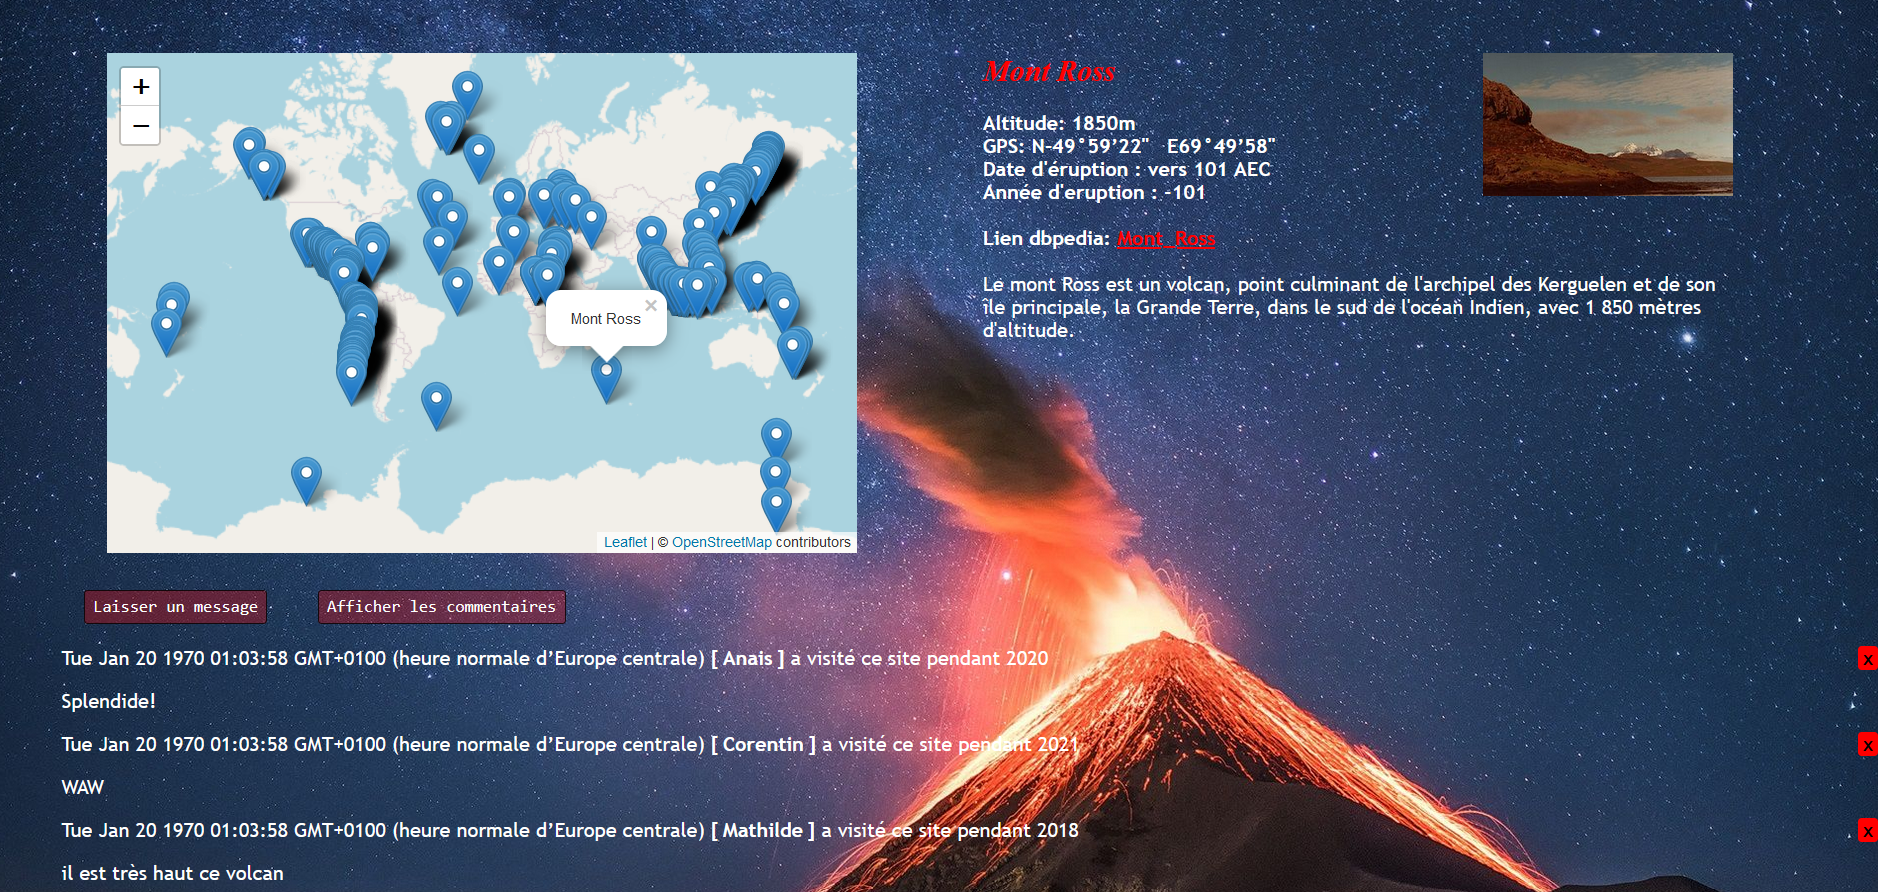 +
−
Mont Ross
×
Leaflet | © OpenStreetMap contributors
Mont Ross
Altitude: 1850m
GPS: N-49°59’22" E69°49’58"
Date d'éruption : vers 101 AEC
Année d'eruption : -101
Lien dbpedia: Mont_Ross
Le mont Ross est un volcan, point culminant de l'archipel des Kerguelen et de son
île principale, la Grande Terre, dans le sud de l'océan Indien, avec 1 850 mètres
d'altitude.
Laisser un message
Afficher les commentaires
Tue Jan 20 1970 01:03:58 GMT+0100 (heure normale d’Europe centrale) [ Anais ] a visité ce site pendant 2020
x
Splendide!
Tue Jan 20 1970 01:03:58 GMT+0100 (heure normale d’Europe centrale) [ Corentin ] a visité ce site pendant 2021
x
WAW
Tue Jan 20 1970 01:03:58 GMT+0100 (heure normale d’Europe centrale) [ Mathilde ] a visité ce site pendant 2018
x
il est très haut ce volcan